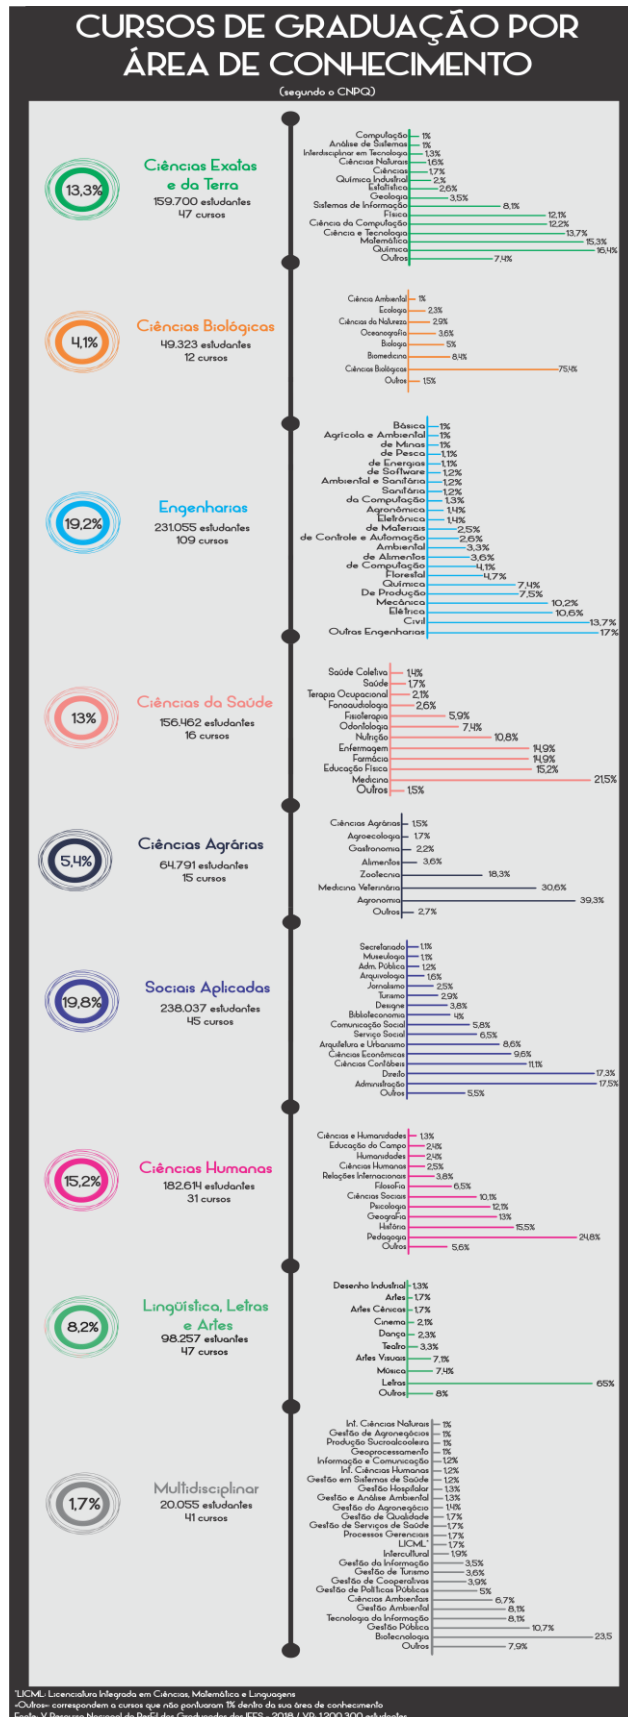 CURSOS DE GRADUAÇÃO POR
ÁREA DE CONHECIMENTO
(segundo o CNPQ)
13,3%
Ciências Exatas
e da Terra
159.700 estudantes
47 cursos
Computação 1%
Análise de Sistemas 1%
Interdisciplinar em Tecnologia 1,3%
Ciências Naturais 1,6%
Ciências 1,7%
Química Industrial 2,%
Estatística 2,6%
Geologia 3,5%
Sistemas de Informação 8,1%
Física 12,1%
Ciência da Computação 12,2%
Ciência e Tecnologia 13,7%
Matemática 15,3%
Química 16,4%
Outros 7,4%
4,1%
Ciências Biológicas
49.323 estudantes
12 cursos
Ciência Ambiental 1%
Ecologia 2,3%
Ciências da Natureza 2,9%
Oceanografia 3,6%
Biologia 5%
Biomedicina 8,4%
Ciências Biológicas 75,4%
Outros 1,5%
19,2%
Engenharias
231.055 estudantes
109 cursos
Básica 1%
Agrícola e Ambiental 1%
de Minas 1%
de Pesca 1,1%
de Energias 1,1%
de Software 1,2%
Ambiental e Sanitária 1,2%
Sanitária 1,2%
da Computação 1,3%
Agronômica 1,4%
Eletrônica 1,4%
de Materiais 2,5%
de Controle e Automação 2,6%
Ambiental 3,3%
de Alimentos 3,6%
de Computação 4,1%
Florestal 4,7%
Química 7,4%
De Produção 7,5%
Mecânica 10,2%
Elétrica 10,6%
Civil 13,7%
Outras Engenharias 17%
13%
Ciências da Saúde
156.462 estudantes
16 cursos
Saúde Coletiva 1,4%
Saúde 1,7%
Terapia Ocupacional 2,1%
Fonoaudiologia 2,6%
Fisioterapia 5,9%
Odontologia 7,4%
Nutrição 10,8%
Enfermagem 14,9%
Farmácia 14,9%
Educação Física 15,2%
Medicina 21,5%
Outros 1,5%
5,4%
Ciências Agrárias
64.791 estudantes
15 cursos
Ciências Agrárias 1,5%
Agroecologia 1,7%
Gastronomia 2,2%
Alimentos 3,6%
Zootecnia 18,3%
Medicina Veterinária 30,6%
Agronomia 39,3%
Outros 2,7%
19,8%
Sociais Aplicadas
238.037 estudantes
45 cursos
Secretariado 1,1%
Museulogia 1,1%
Adm. Pública 1,2%
Arquivologia 1,6%
Jornalismo 2,5%
Turismo 2,9%
Designe 3,8%
Biblioteconomia 4%
Comunicação Social 5,8%
Serviço Social 6,5%
Arquitetura e Urbanismo 8,6%
Ciências Econômicas 9,6%
Ciências Contábeis 11,1%
Direito 17,3%
Administração 17,5%
Outros 5,5%
15,2%
Ciências Humanas
182.614 estudantes
31 cursos
Ciências e Humanidades 1,3%
Educação do Campo 2,4%
Humanidades 2,4%
Ciências Humanas 2,5%
Relações Internacionais 3,8%
Filosofia 6,5%
Ciências Sociais 10,1%
Psicologia 12,1%
Geografia 13%
História 15,5%
Pedagogia 24,8%
Outros 5,6%
8,2%
Lingüística, Letras
e Artes
98.257 estuantes
47 cursos
Desenho Industrial 1,3%
Artes 1,7%
Artes Cênicas 1,7%
Cinema 2,1%
Dança 2,3%
Teatro 3,3%
Artes Visuais 7,1%
Música 7,4%
Letras 65%
Outros 8%
1,7%
Multidisciplinar
20.055 estudantes
41 cursos
Int. Ciências Naturais 1%
Gestão de Agronegócios 1%
Produção Sucroalcooleira 1%
Geoprocessamento 1%
Informação e Comunicação 1,2%
Int. Ciências Humanas 1,2%
Gestão em Sistemas de Saúde 1,2%
Gestão Hospitalar 1,3%
Gestão e Análise Ambiental 1,3%
Gestão do Agronegócio 1,4%
Gestão de Qualidade 1,7%
Gestão de Serviços de Saúde 1,7%
Processos Gerenciais 1,7%
LICML* 1,7%
Intercultural 1,9%
Gestão da Informação 3,5%
Gestão de Turismo 3,6%
Gestão de Cooperativas 3,9%
Gestão de Políticas Públicas 5%
Ciências Ambientais 6,7%
Gestão Ambiental 8,1%
Tecnologia da Informação 8,1%
Gestão Pública 10,7%
Biotecnologia 23,5
Outros 7,9%
*LICML: Licenciatura Integrada em Ciências, Matemática e Linguagens
«Outros» correspondem a cursos que não pontuaram 1% dentro da sua área de conhecimento
Fonte: V Pesquisa Nacional do Perfil dos Graduandos das IFES - 2018 / VP: 1.200.300 estudantes